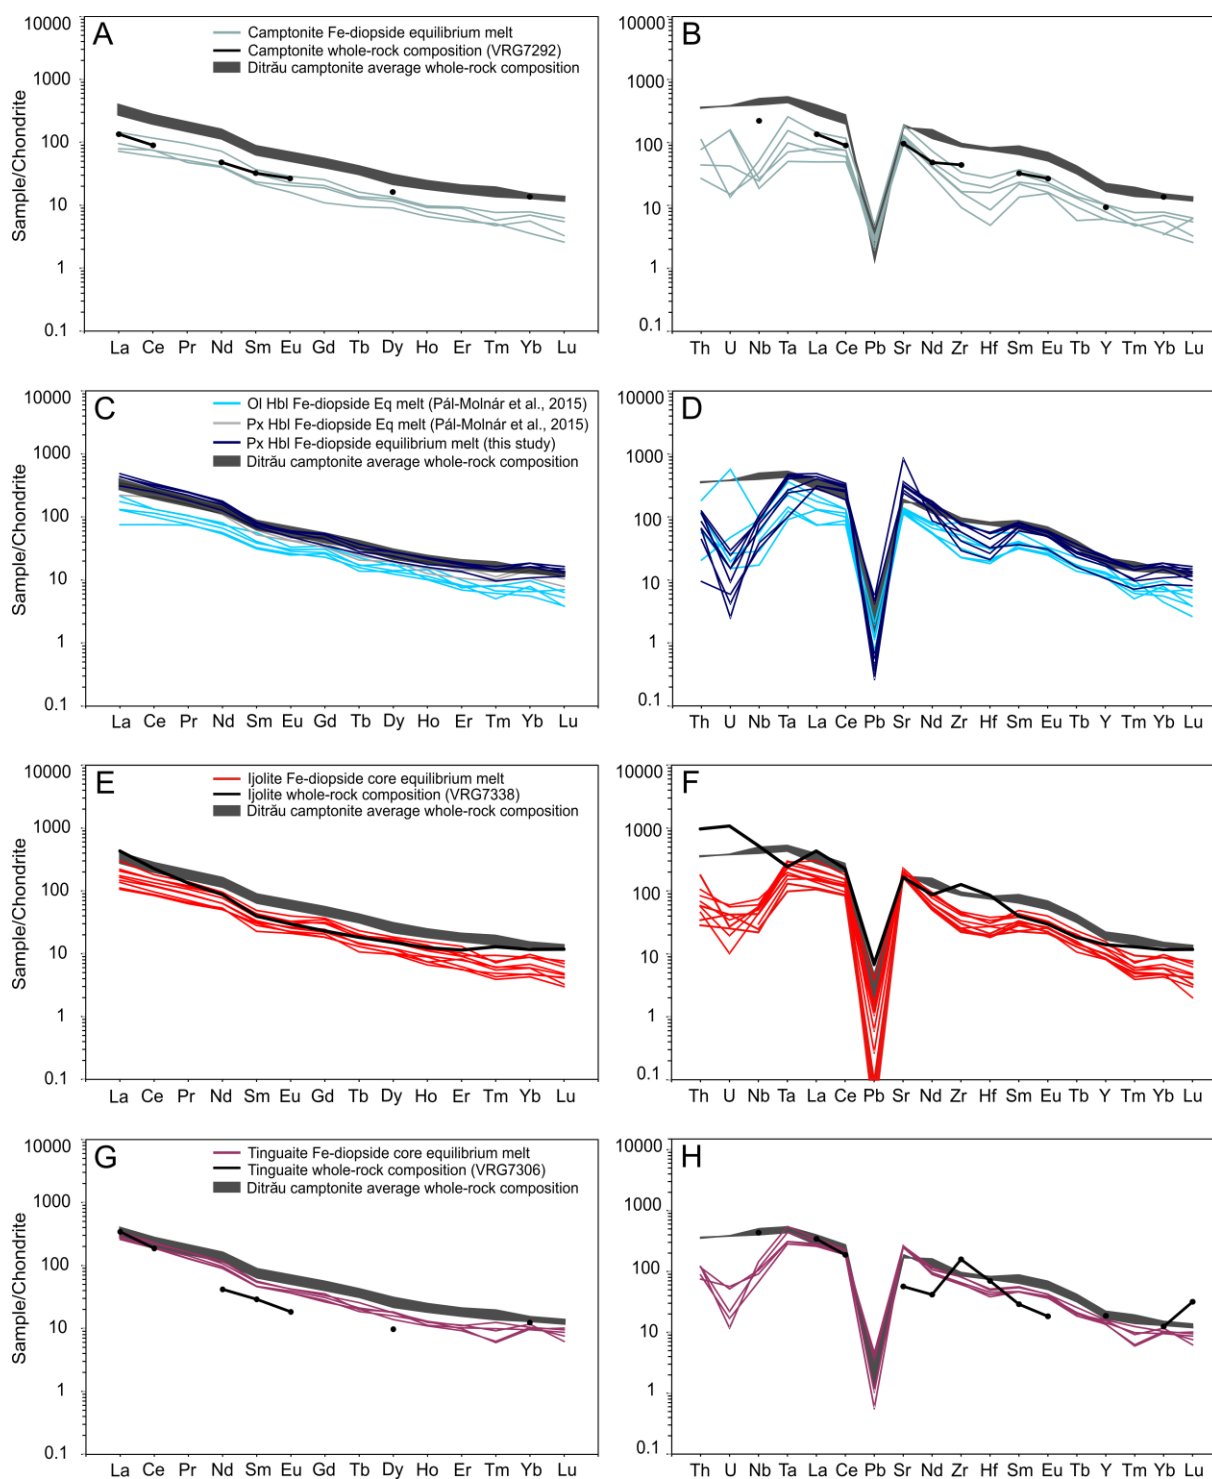 A
Camptonite Fe-diopside equilibrium melt
Camptonite whole-rock composition (VRG7292)
Ditrău camptonite average whole-rock composition
Sample/Chondrite
10000
1000
100
10
1
0.1
La Ce Pr Nd Sm Eu Gd Tb Dy Ho Er Tm Yb Lu
B
10000
1000
100
10
1
0.1
Th U Nb Ta La Ce Pb Sr Nd Zr Hf Sm Eu Tb Y Tm Yb Lu
C
Ol Hbl Fe-diopside Eq melt (Pál-Molnár et al., 2015)
Px Hbl Fe-diopside Eq melt (Pál-Molnár et al., 2015)
Px Hbl Fe-diopside equilibrium melt (this study)
Ditrău camptonite average whole-rock composition
Sample/Chondrite
10000
1000
100
10
1
0.1
La Ce Pr Nd Sm Eu Gd Tb Dy Ho Er Tm Yb Lu
D
10000
1000
100
10
1
0.1
Th U Nb Ta La Ce Pb Sr Nd Zr Hf Sm Eu Tb Y Tm Yb Lu
E
Ijolite Fe-diopside core equilibrium melt
Ijolite whole-rock composition (VRG7338)
Ditrău camptonite average whole-rock composition
Sample/Chondrite
10000
1000
100
10
1
0.1
La Ce Pr Nd Sm Eu Gd Tb Dy Ho Er Tm Yb Lu
F
10000
1000
100
10
1
0.1
Th U Nb Ta La Ce Pb Sr Nd Zr Hf Sm Eu Tb Y Tm Yb Lu
G
Tinguaite Fe-diopside core equilibrium melt
Tinguaite whole-rock composition (VRG7306)
Ditrău camptonite average whole-rock composition
Sample/Chondrite
10000
1000
100
10
1
0.1
La Ce Pr Nd Sm Eu Gd Tb Dy Ho Er Tm Yb Lu
H
10000
1000
100
10
1
0.1
Th U Nb Ta La Ce Pb Sr Nd Zr Hf Sm Eu Tb Y Tm Yb Lu